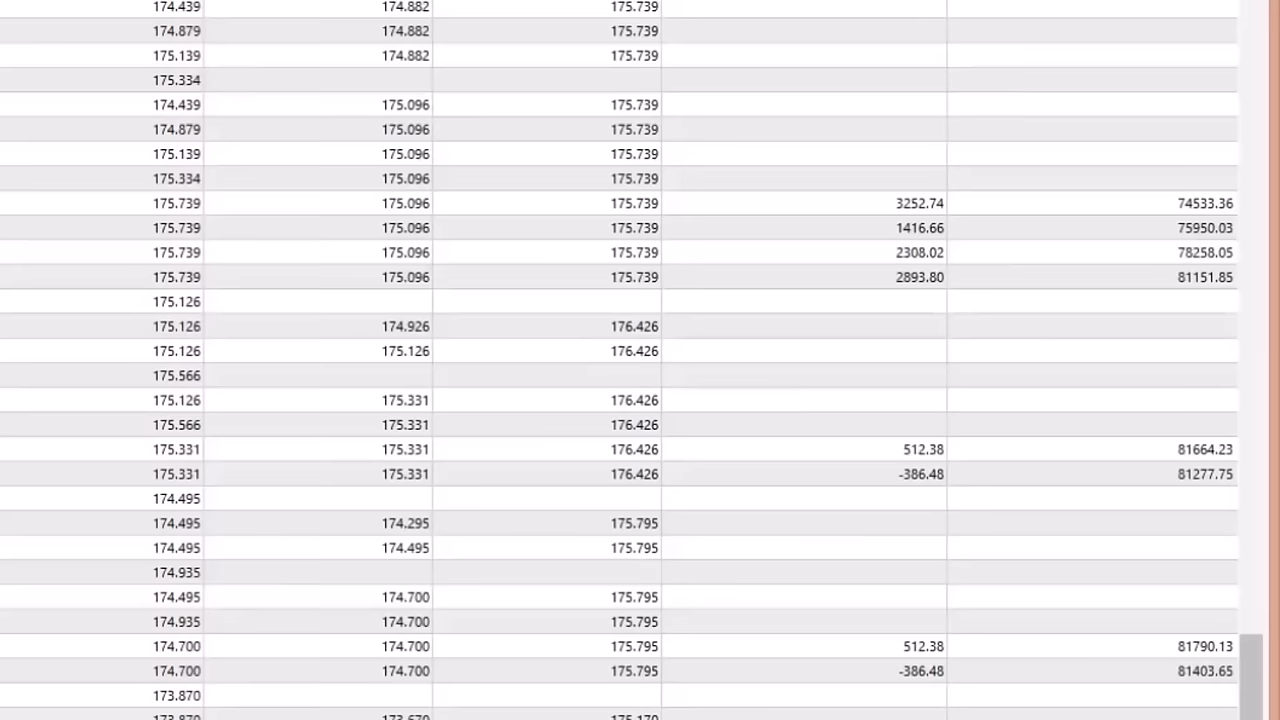 174.439 174.882 175.739
174.879 174.882 175.739
175.139 174.882 175.739
175.334
174.439 175.096 175.739
174.879 175.096 175.739
175.139 175.096 175.739
175.334 175.096 175.739
175.739 175.096 175.739 3252.74 74533.36
175.739 175.096 175.739 1416.66 75950.03
175.739 175.096 175.739 2308.02 78258.05
175.739 175.096 175.739 2893.80 81151.85
175.126
175.126 174.926 176.426
175.126 175.126 176.426
175.566
175.126 175.331 176.426
175.566 175.331 176.426
175.331 175.331 176.426 512.38 81664.23
175.331 175.331 176.426 -386.48 81277.75
174.495
174.495 174.295 175.795
174.495 174.495 175.795
174.935
174.495 174.700 175.795
174.935 174.700 175.795
174.700 174.700 175.795 512.38 81790.13
174.700 174.700 175.795 -386.48 81403.65
173.870
173.870 173.670 175.170